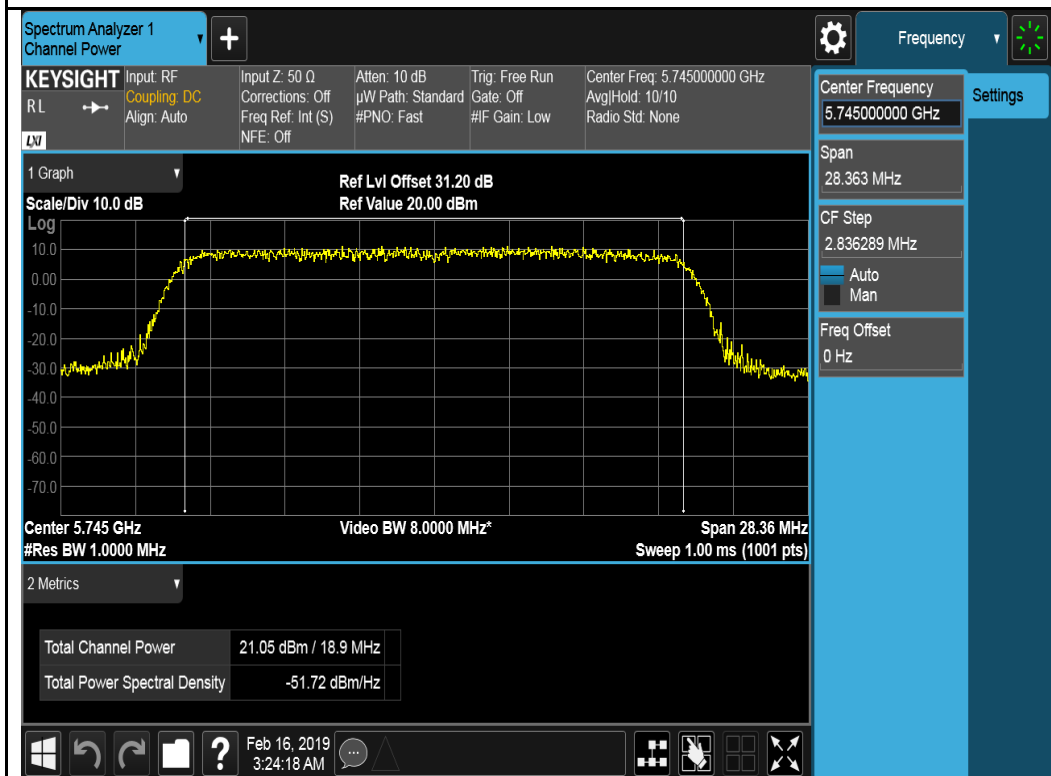 Spectrum Analyzer 1
Channel Power
+
Frequency
KEYSIGHT
R L
LXI
Input: RF
Coupling: DC
Align: Auto
Input Z: 50 Ω
Corrections: Off
Freq Ref: Int (S)
NFE: Off
Atten: 10 dB
µW Path: Standard
#PNO: Fast
Trig: Free Run
Gate: Off
#IF Gain: Low
Center Freq: 5.745000000 GHz
Avg|Hold: 10/10
Radio Std: None
Center Frequency
5.745000000 GHz
Settings
Span
28.363 MHz
CF Step
2.836289 MHz
Auto
Man
Freq Offset
0 Hz
1 Graph
Scale/Div 10.0 dB
Ref Lvl Offset 31.20 dB
Ref Value 20.00 dBm
Log
10.0
0.00
-10.0
-20.0
-30.0
-40.0
-50.0
-60.0
-70.0
Center 5.745 GHz
#Res BW 1.0000 MHz
Video BW 8.0000 MHz*
Span 28.36 MHz
Sweep 1.00 ms (1001 pts)
2 Metrics
Total Channel Power 21.05 dBm / 18.9 MHz
Total Power Spectral Density -51.72 dBm/Hz
?
Feb 16, 2019
3:24:18 AM